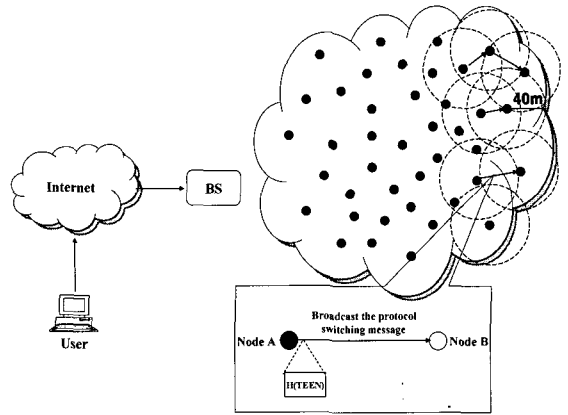 40m
Internet
BS
User
Broadcast the protocol
switching message
Node A
Node B
H(TEEN)